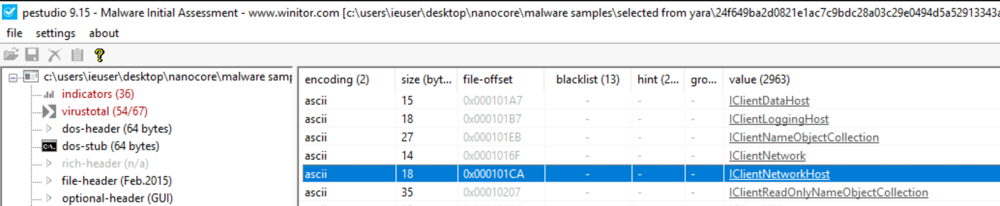 pestudio 9.15 - Malware Initial Assessment - www.winitor.com [c:\users\ieuser\desktop\nanocore\malware samples\selected from yara\24f649ba2d0821e1ac7c9bdc28a03c29e0494d5a52913343a
file settings about
c:\users\ieuser\desktop\nanocore\malware samp
indicators (36)
virustotal (54/67)
dos-header (64 bytes)
dos-stub (64 bytes)
rich-header (n/a)
file-header (Feb.2015)
optional-header (GUI)
encoding (2) size (byt... file-offset blacklist (13) hint (2... gro... value (2963)
ascii 15 0x000101A7 - - - IClientDataHost
ascii 18 0x000101B7 - - - IClientLoggingHost
ascii 27 0x000101EB - - - IClientNameObjectCollection
ascii 14 0x0001016F - - - IClientNetwork
ascii 18 0x000101CA - - - IClientNetworkHost
ascii 35 0x00010207 - - - IClientReadOnlyNameObjectCollection